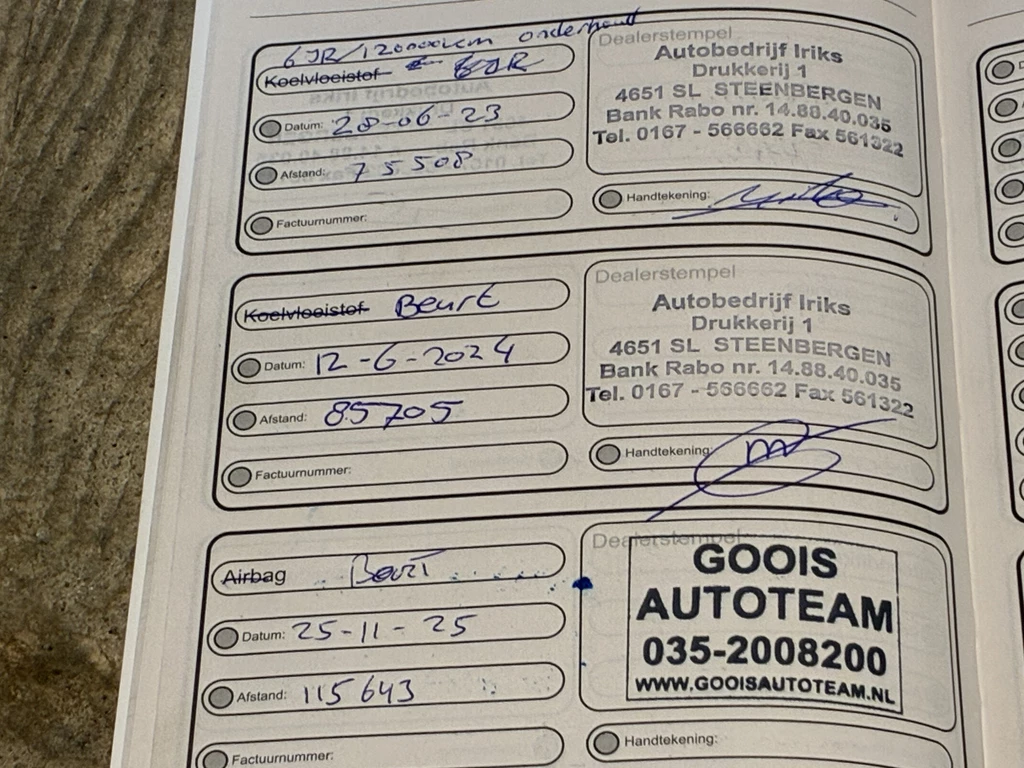 6 JR/120000km onderhoud
Koelvloeistof 6JR
Datum: 28-06-23
Afstand: 75508
Factuurnummer:
Dealerstempel
Autobedrijf Iriks
Drukkerij 1
4651 SL STEENBERGEN
Bank Rabo nr. 14.88.40.035
Tel. 0167 - 566662 Fax 561322
Handtekening:
Koelvloeistof Beurt
Datum: 12-6-2024
Afstand: 85705
Factuurnummer:
Dealerstempel
Autobedrijf Iriks
Drukkerij 1
4651 SL STEENBERGEN
Bank Rabo nr. 14.88.40.035
Tel. 0167 - 566662 Fax 561322
Handtekening:
Airbag Beurt
Datum: 25-11-25
Afstand: 115643
Factuurnummer:
Dealerstempel
GOOIS
AUTOTEAM
035-2008200
WWW.GOOISAUTOTEAM.NL
Handtekening: